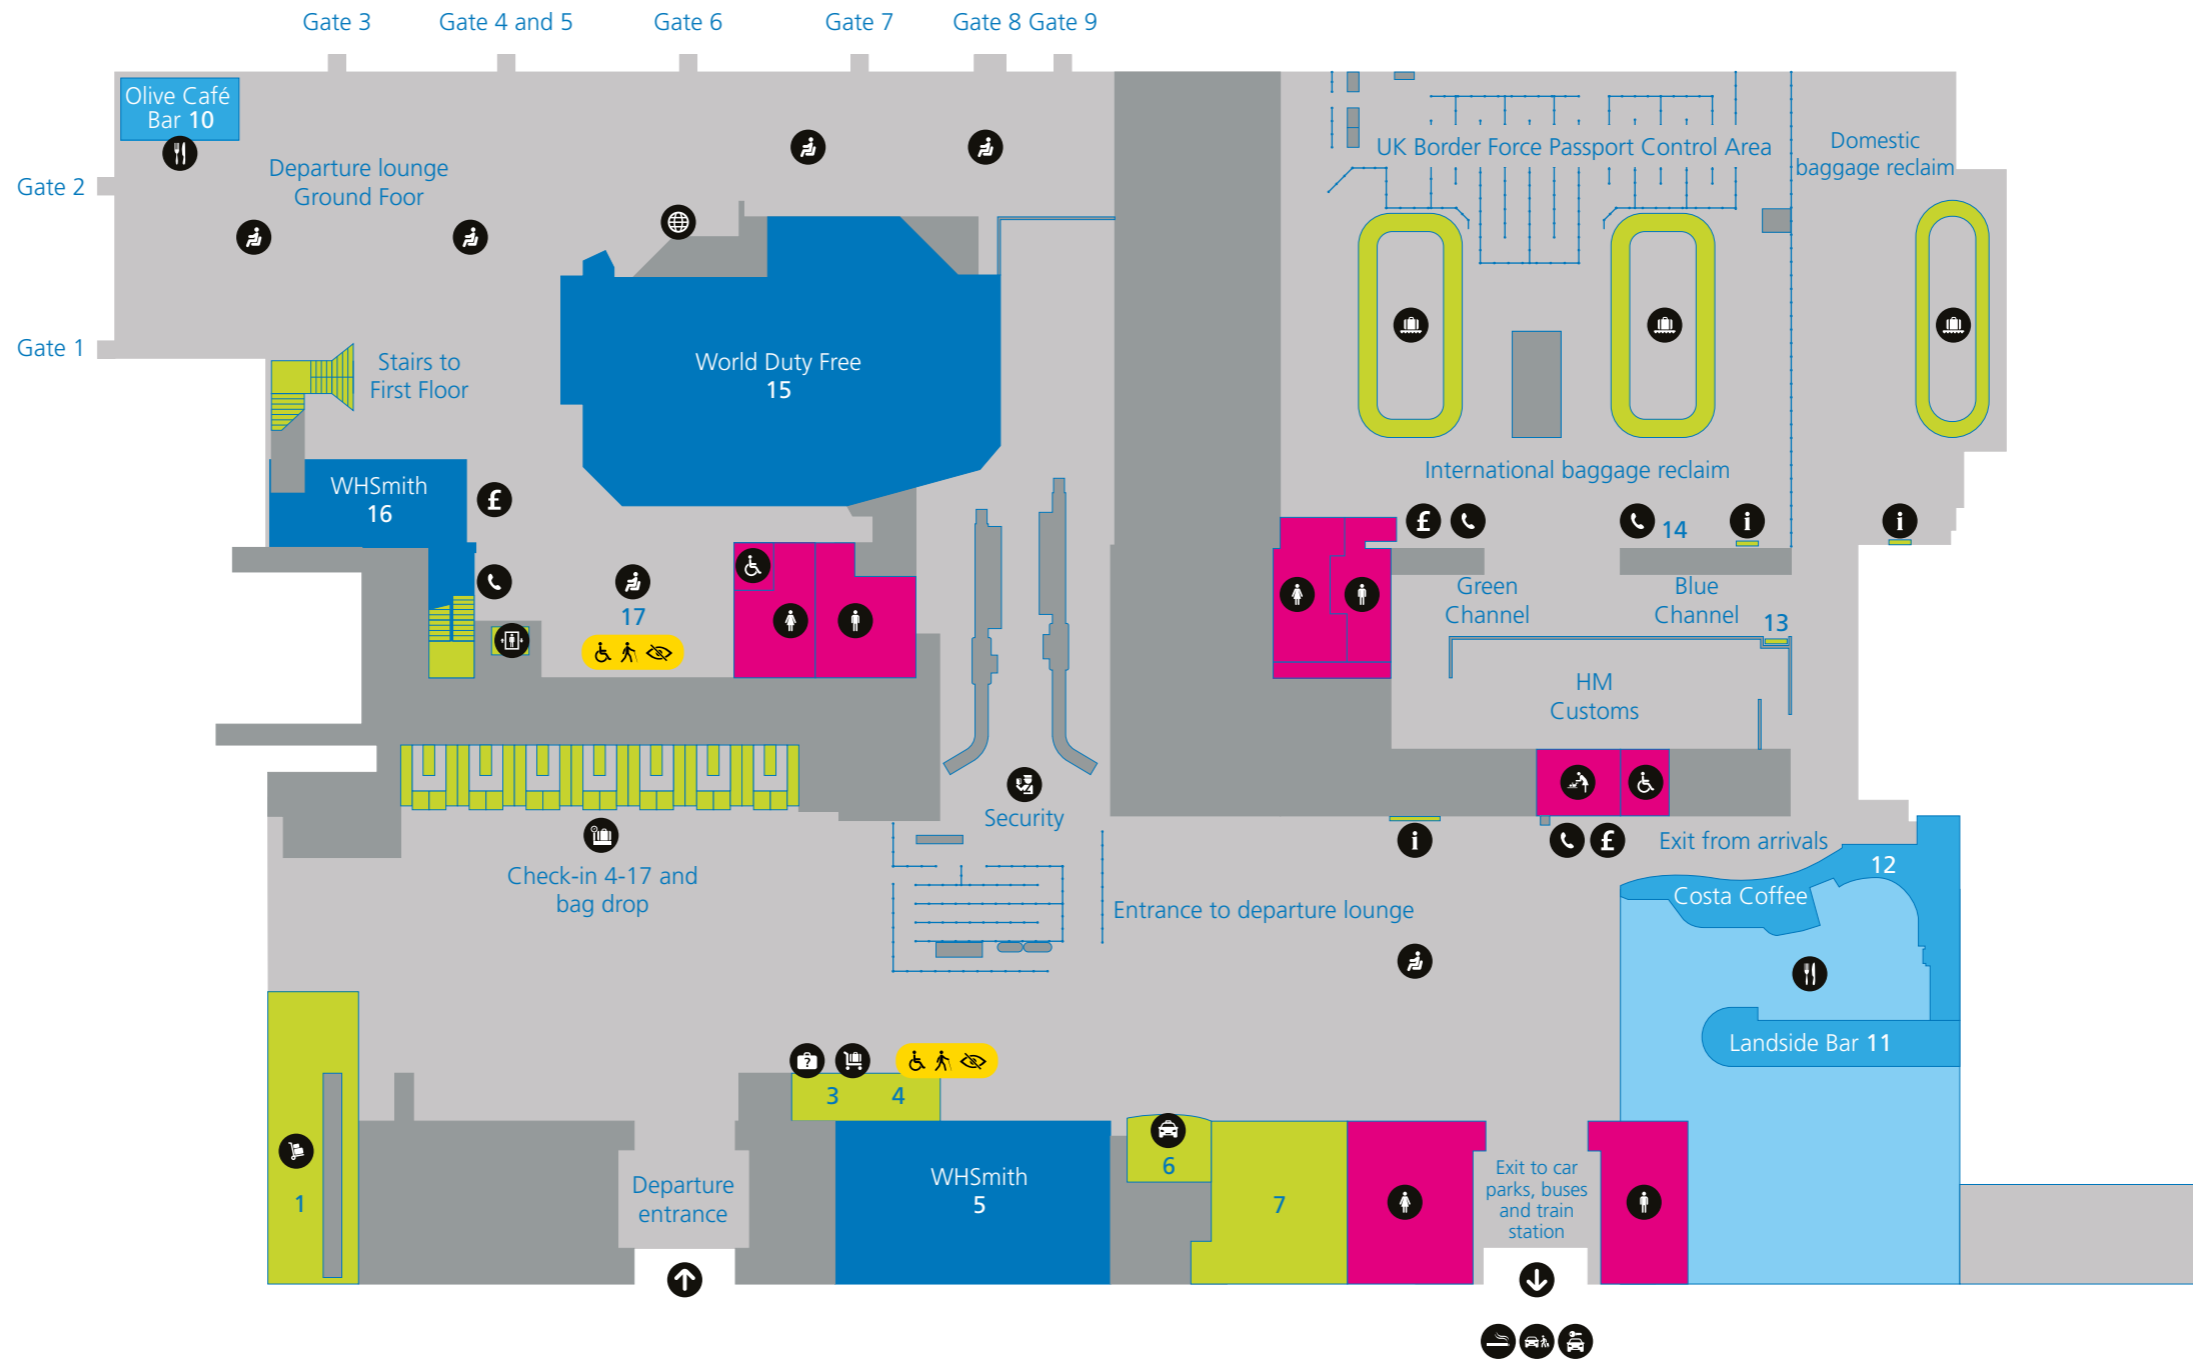 Gate 3
Gate 4 and 5
Gate 6
Gate 7
Gate 8 Gate 9
Olive Café
Bar 10
Departure lounge
Ground Foor
UK Border Force Passport Control Area
Domestic
baggage reclaim
Gate 2
Gate 1
Stairs to
First Floor
World Duty Free
15
WHSmith
16
£
International baggage reclaim
£
14
i
i
Green
Channel
Blue
Channel
17
13
HM
Customs
Security
i
£
Exit from arrivals
12
Costa Coffee
Check-in 4-17 and
bag drop
Entrance to departure lounge
Landside Bar 11
?
3
4
1
Departure
entrance
WHSmith
5
6
7
Exit to car
parks, buses
and train
station